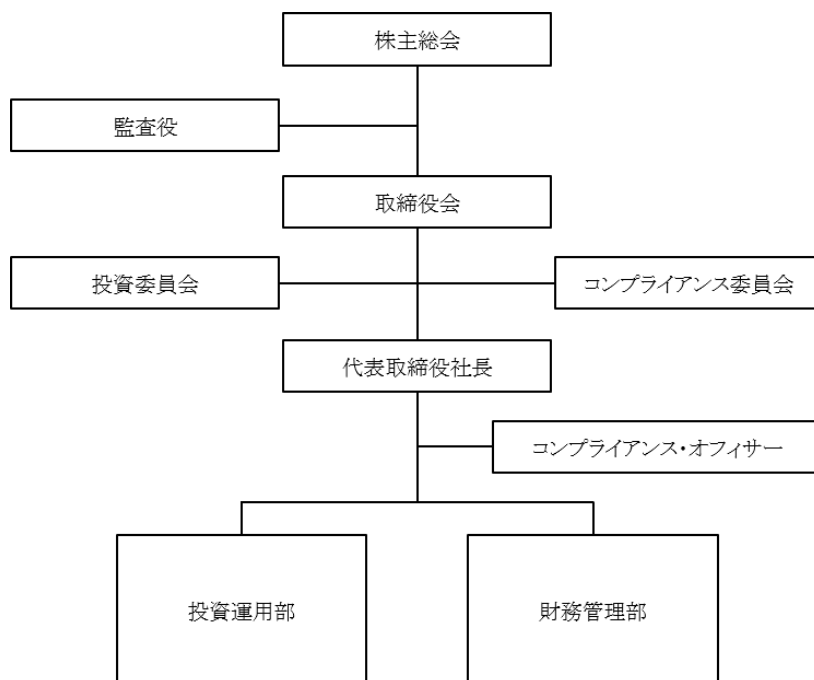 株主総会
監査役
取締役会
投資委員会
コンプライアンス委員会
代表取締役社長
コンプライアンス・オフィサー
投資運用部
財務管理部